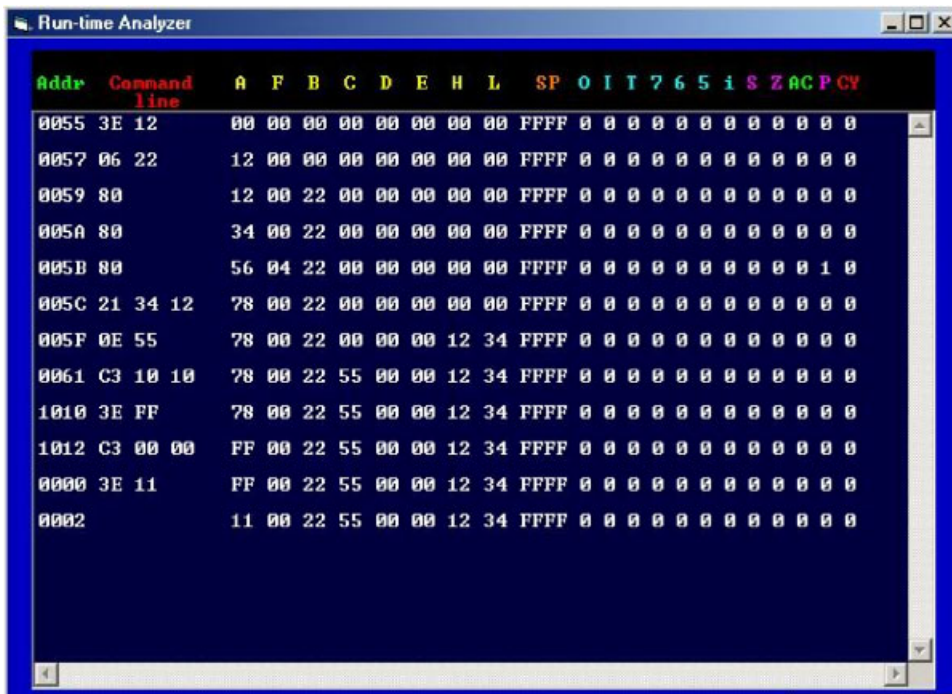 Run-time Analyzer
Addr Command line A F B C D E H L SP O I T 7 6 5 i S Z AC P CY
0055 3E 12 00 00 00 00 00 00 00 00 FFFF 0 0 0 0 0 0 0 0 0 0 0 0
0057 06 22 12 00 00 00 00 00 00 00 FFFF 0 0 0 0 0 0 0 0 0 0 0 0
0059 80 12 00 22 00 00 00 00 00 FFFF 0 0 0 0 0 0 0 0 0 0 0 0
005A 80 34 00 22 00 00 00 00 00 FFFF 0 0 0 0 0 0 0 0 0 0 0 0
005B 80 56 04 22 00 00 00 00 00 FFFF 0 0 0 0 0 0 0 0 0 0 1 0
005C 21 34 12 78 00 22 00 00 00 00 00 FFFF 0 0 0 0 0 0 0 0 0 0 0 0
005F 0E 55 78 00 22 00 00 00 12 34 FFFF 0 0 0 0 0 0 0 0 0 0 0 0
0061 C3 10 10 78 00 22 55 00 00 12 34 FFFF 0 0 0 0 0 0 0 0 0 0 0 0
1010 3E FF 78 00 22 55 00 00 12 34 FFFF 0 0 0 0 0 0 0 0 0 0 0 0
1012 C3 00 00 FF 00 22 55 00 00 12 34 FFFF 0 0 0 0 0 0 0 0 0 0 0 0
0000 3E 11 FF 00 22 55 00 00 12 34 FFFF 0 0 0 0 0 0 0 0 0 0 0 0
0002 11 00 22 55 00 00 12 34 FFFF 0 0 0 0 0 0 0 0 0 0 0 0